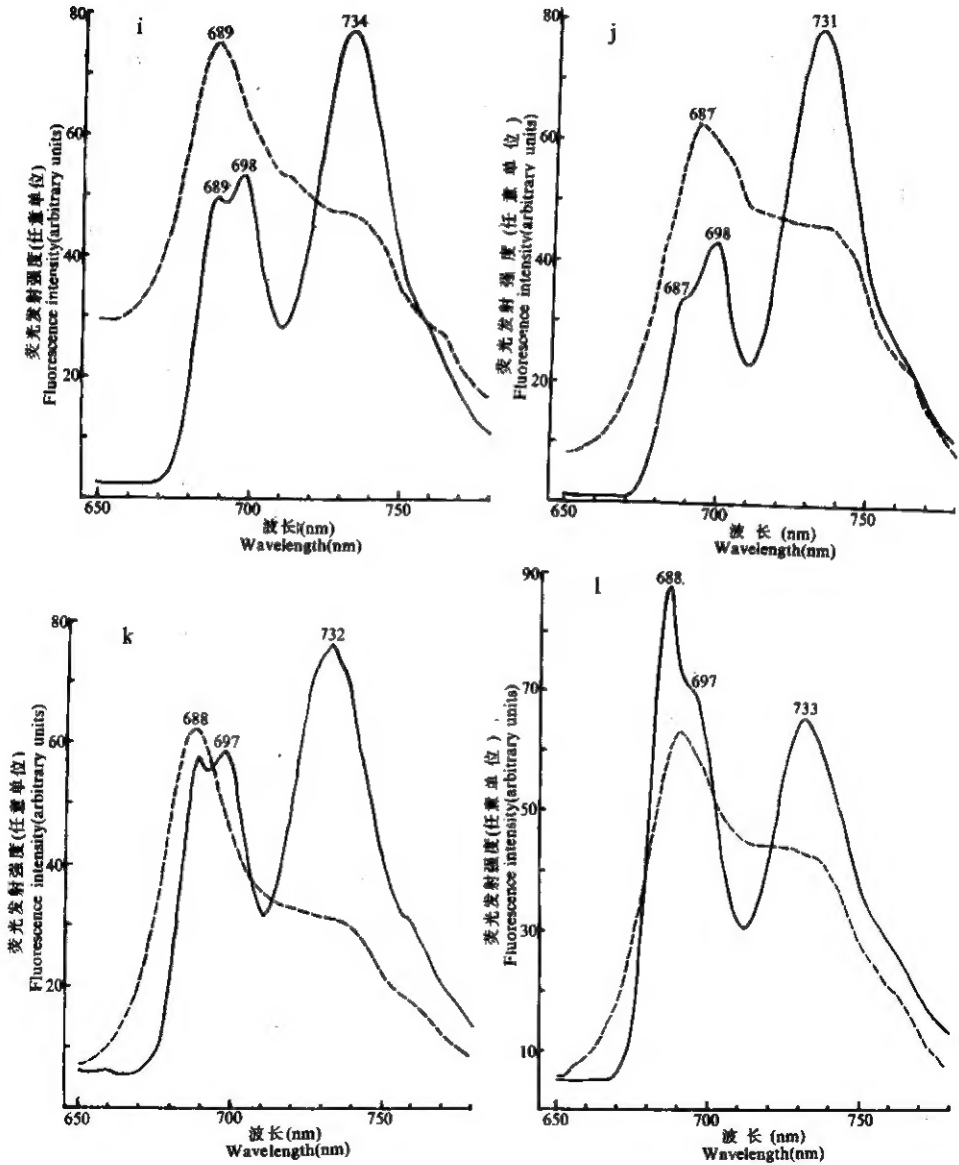 i
80
60
40
20
689
734
689
698
650
700
750
荧光发射强度(任意单位)
Fluorescence intensity(arbitrary units)
波长(nm)
Wavelength(nm)
j
80
60
40
20
687
731
687
698
650
700
750
荧光发射强度(任意单位)
Fluorescence intensity(arbitrary units)
波长(nm)
Wavelength(nm)
k
80
60
40
20
688
697
732
650
700
750
荧光发射强度(任意单位)
Fluorescence intensity(arbitrary units)
波长(nm)
Wavelength(nm)
l
90
70
50
30
10
688
697
733
650
700
750
荧光发射强度(任意单位)
Fluorescence intensity(arbitrary units)
波长(nm)
Wavelength(nm)